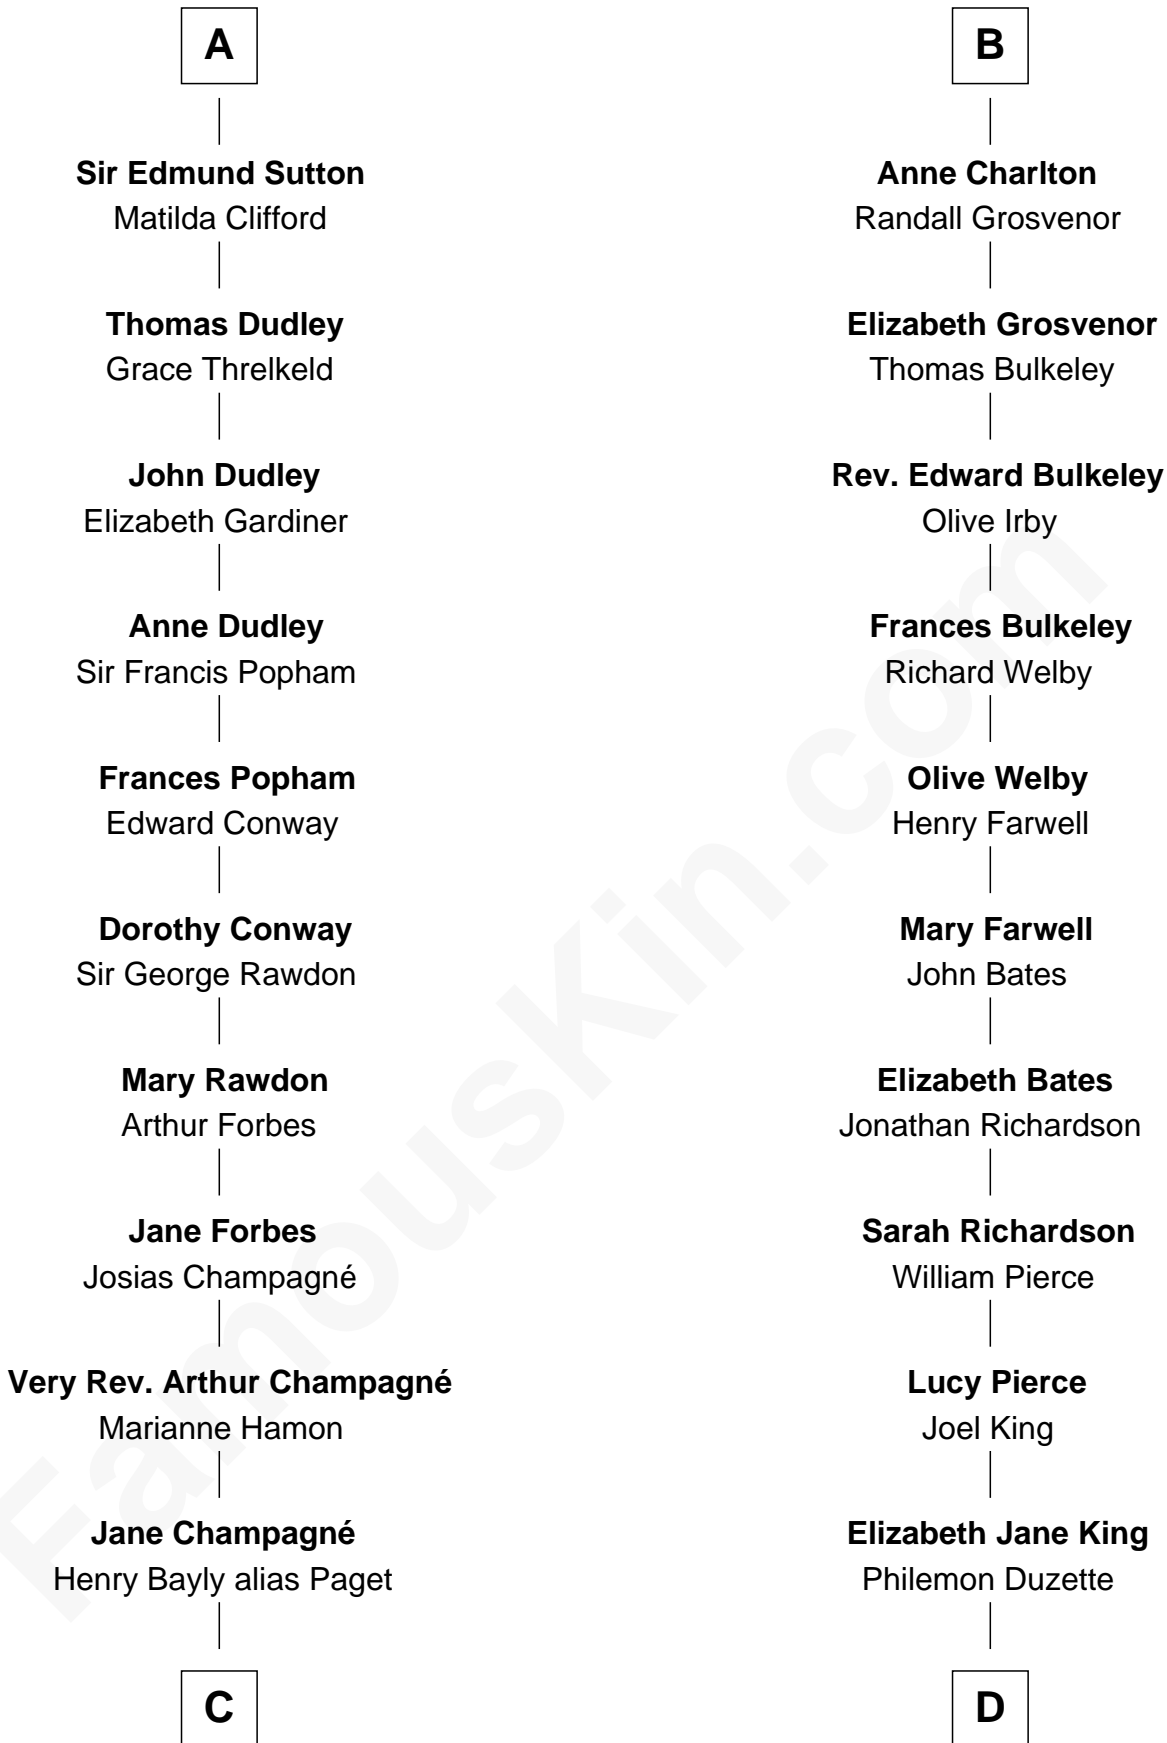 A
Sir Edmund Sutton
Matilda Clifford
Thomas Dudley
Grace Threlkeld
John Dudley
Elizabeth Gardiner
Anne Dudley
Sir Francis Popham
Frances Popham
Edward Conway
Dorothy Conway
Sir George Rawdon
Mary Rawdon
Arthur Forbes
Jane Forbes
Josias Champagné
Very Rev. Arthur Champagné
Marianne Hamon
Jane Champagné
Henry Bayly alias Paget
C
B
Anne Charlton
Randall Grosvenor
Elizabeth Grosvenor
Thomas Bulkeley
Rev. Edward Bulkeley
Olive Irby
Frances Bulkeley
Richard Welby
Olive Welby
Henry Farwell
Mary Farwell
John Bates
Elizabeth Bates
Jonathan Richardson
Sarah Richardson
William Pierce
Lucy Pierce
Joel King
Elizabeth Jane King
Philemon Duzette
D
FamousKin.com